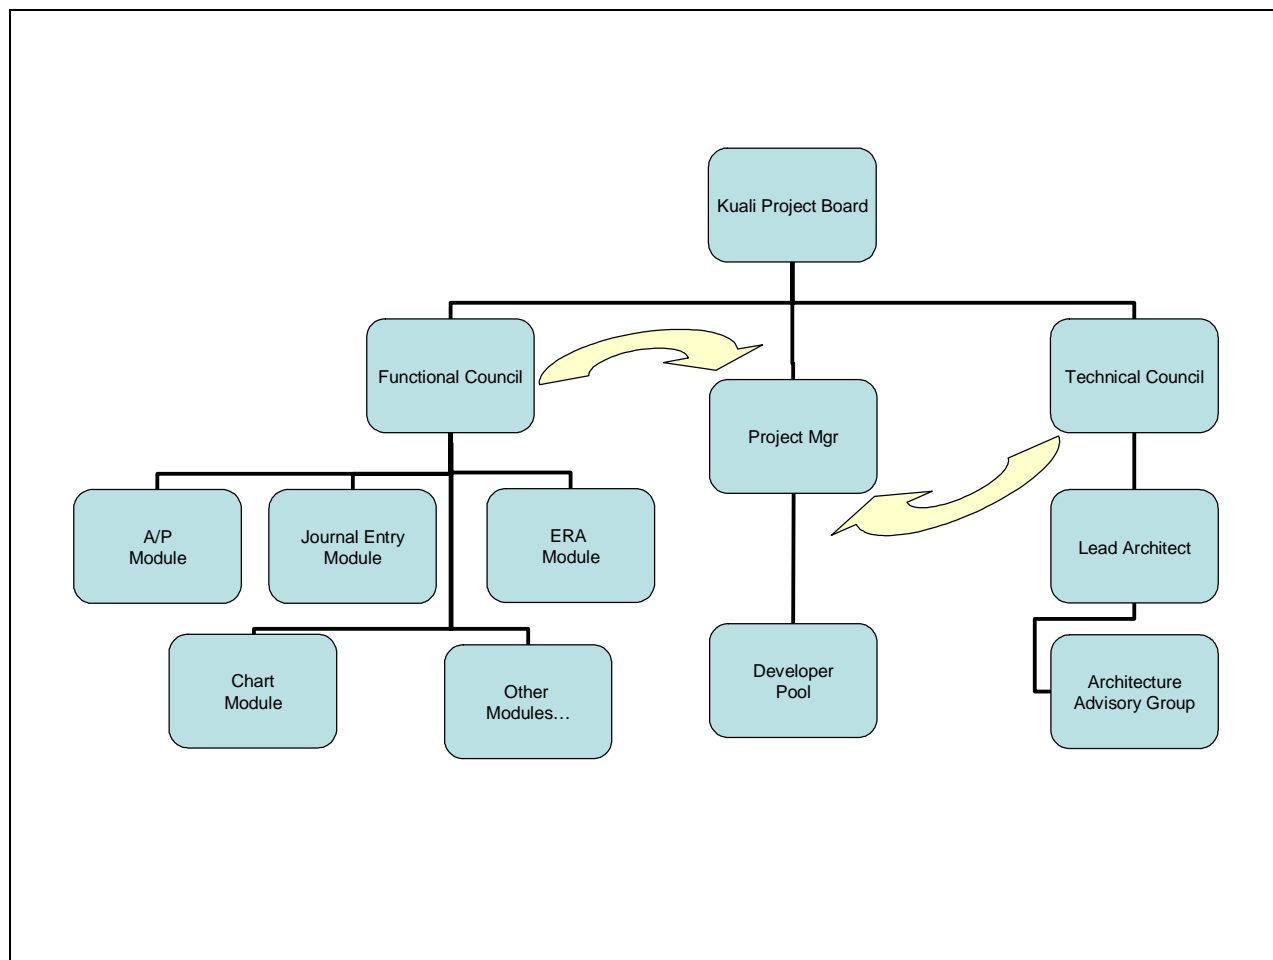 Kuali Project Board
Functional Council
Technical Council
Project Mgr
A/P
Module
Journal Entry
Module
ERA
Module
Lead Architect
Chart
Module
Other
Modules…
Developer
Pool
Architecture
Advisory Group